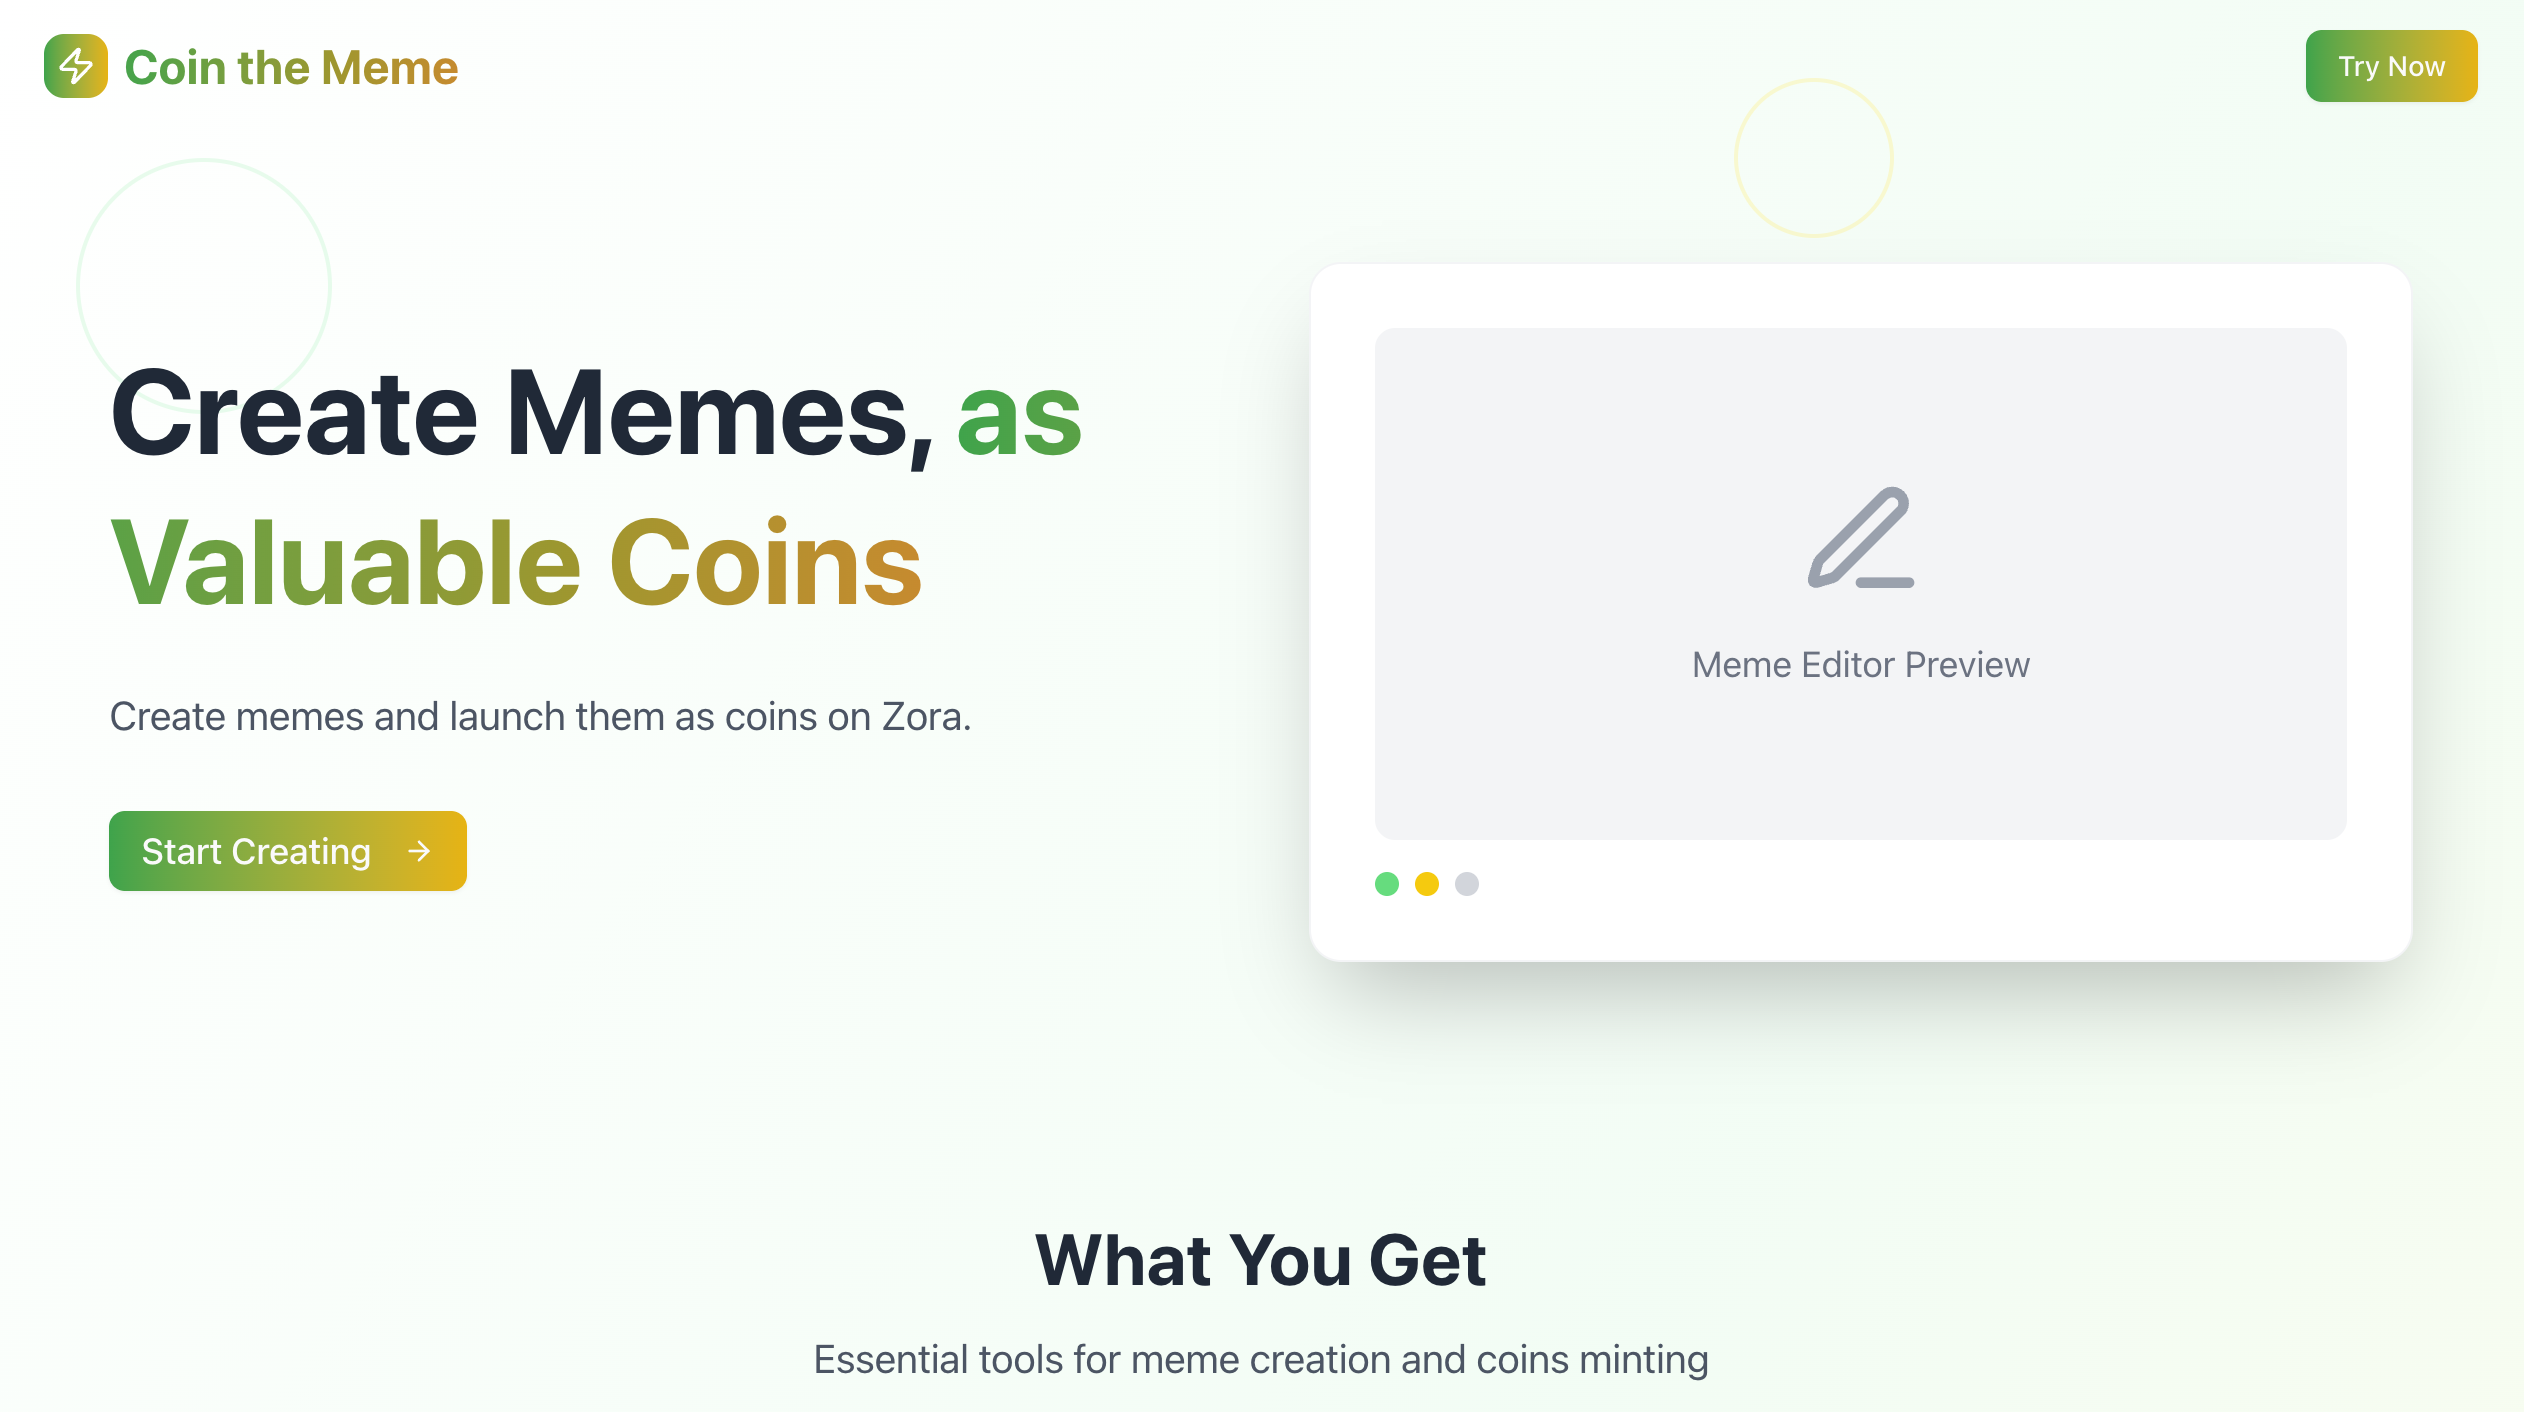 Coin the Meme
Try Now
Create Memes, as
Valuable Coins
Create memes and launch them as coins on Zora.
Start Creating
Meme Editor Preview
What You Get
Essential tools for meme creation and coins minting